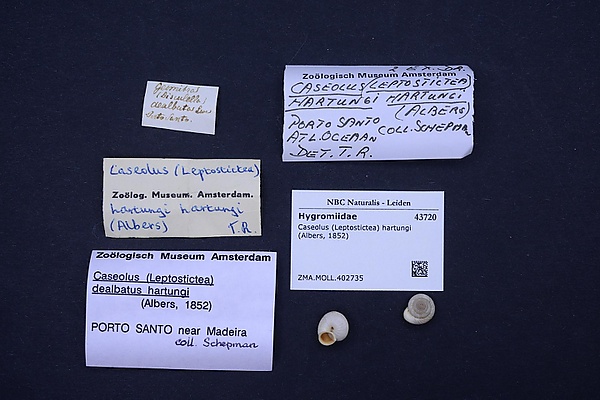 dealbatus
Zoölogisch Museum Amsterdam
CASEOLUS (LEPTOSTICTEA)
HARTUNGI HARTUNGI
(ALBERS)
PORTO SANTO
ATL. OCEAAN COLL. SCHEPMAN
DET. T.R.
Caseolus (Leptostictea)
Zoölog. Museum. Amsterdam.
hartungi hartungi
(Albers) T.R.
NBC Naturalis - Leiden
Hygromiidae 43720
Caseolus (Leptostictea) hartungi
(Albers, 1852)
ZMA.MOLL.402735
Zoölogisch Museum Amsterdam
Caseolus (Leptostictea)
dealbatus hartungi
(Albers, 1852)
PORTO SANTO near Madeira
coll. Schepman